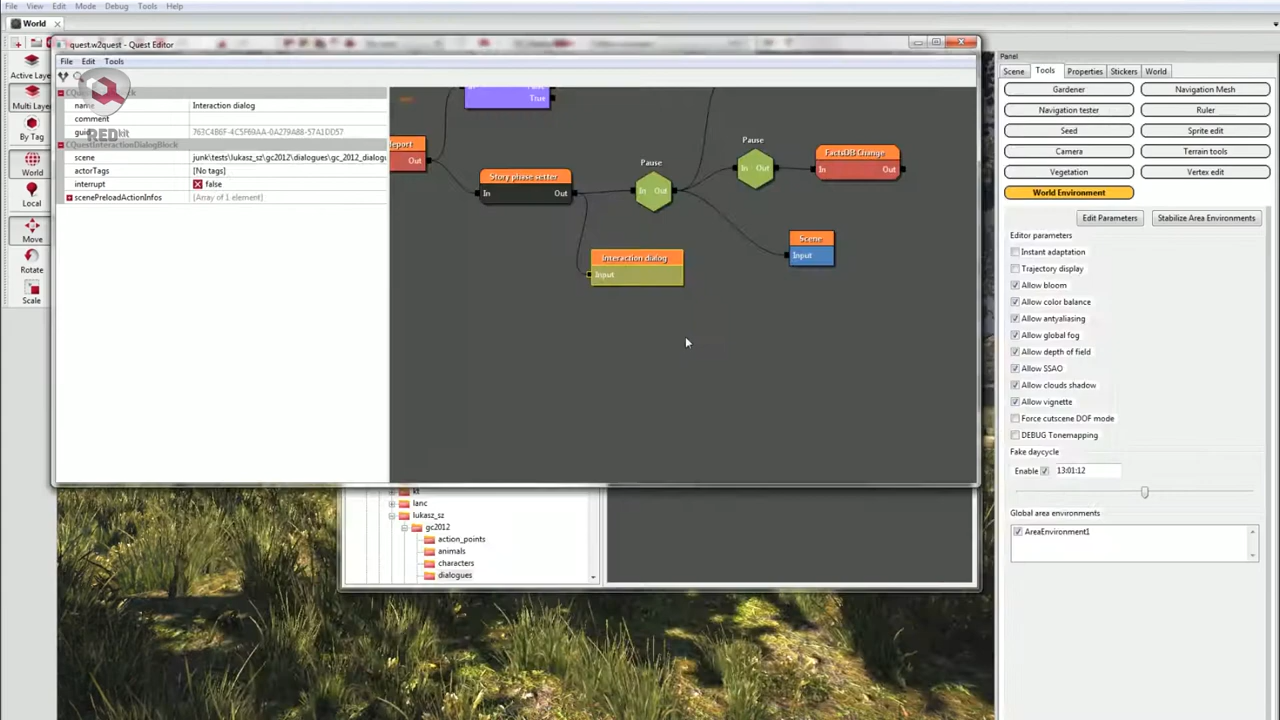 File View Edit Mode Debug Tools Help
World
quest.w2quest - Quest Editor
File Edit Tools
Active Layer
Multi Layer
By Tag
World
Local
Move
Rotate
Scale
REDkit
name Interaction dialog
comment
CQuestInteractionDialogBlock
scene junk\tests\lukasz_sz\gc2012\dialogues\gc_2012_dialogu
actorTags [No tags]
interrupt false
scenePreloadActionInfos [Array of 1 element]
True
Out
Story phase setter
In Out
Pause
In Out
Pause
In Out
FactsDB Change
In Out
Interaction dialog
Input
Scene
Input
lanc
lukasz_sz
gc2012
action_points
animals
characters
dialogues
Panel
Scene Tools Properties Stickers World
Gardener Navigation Mesh
Navigation tester Ruler
Seed Sprite edit
Camera Terrain tools
Vegetation Vertex edit
World Environment
Edit Parameters Stabilize Area Environments
Editor parameters
Instant adaptation
Trajectory display
Allow bloom
Allow color balance
Allow antyaliasing
Allow global fog
Allow depth of field
Allow SSAO
Allow clouds shadow
Allow vignette
Force cutscene DOF mode
DEBUG Tonemapping
Fake daycycle
Enable 13:01:12
Global area environments
AreaEnvironment1